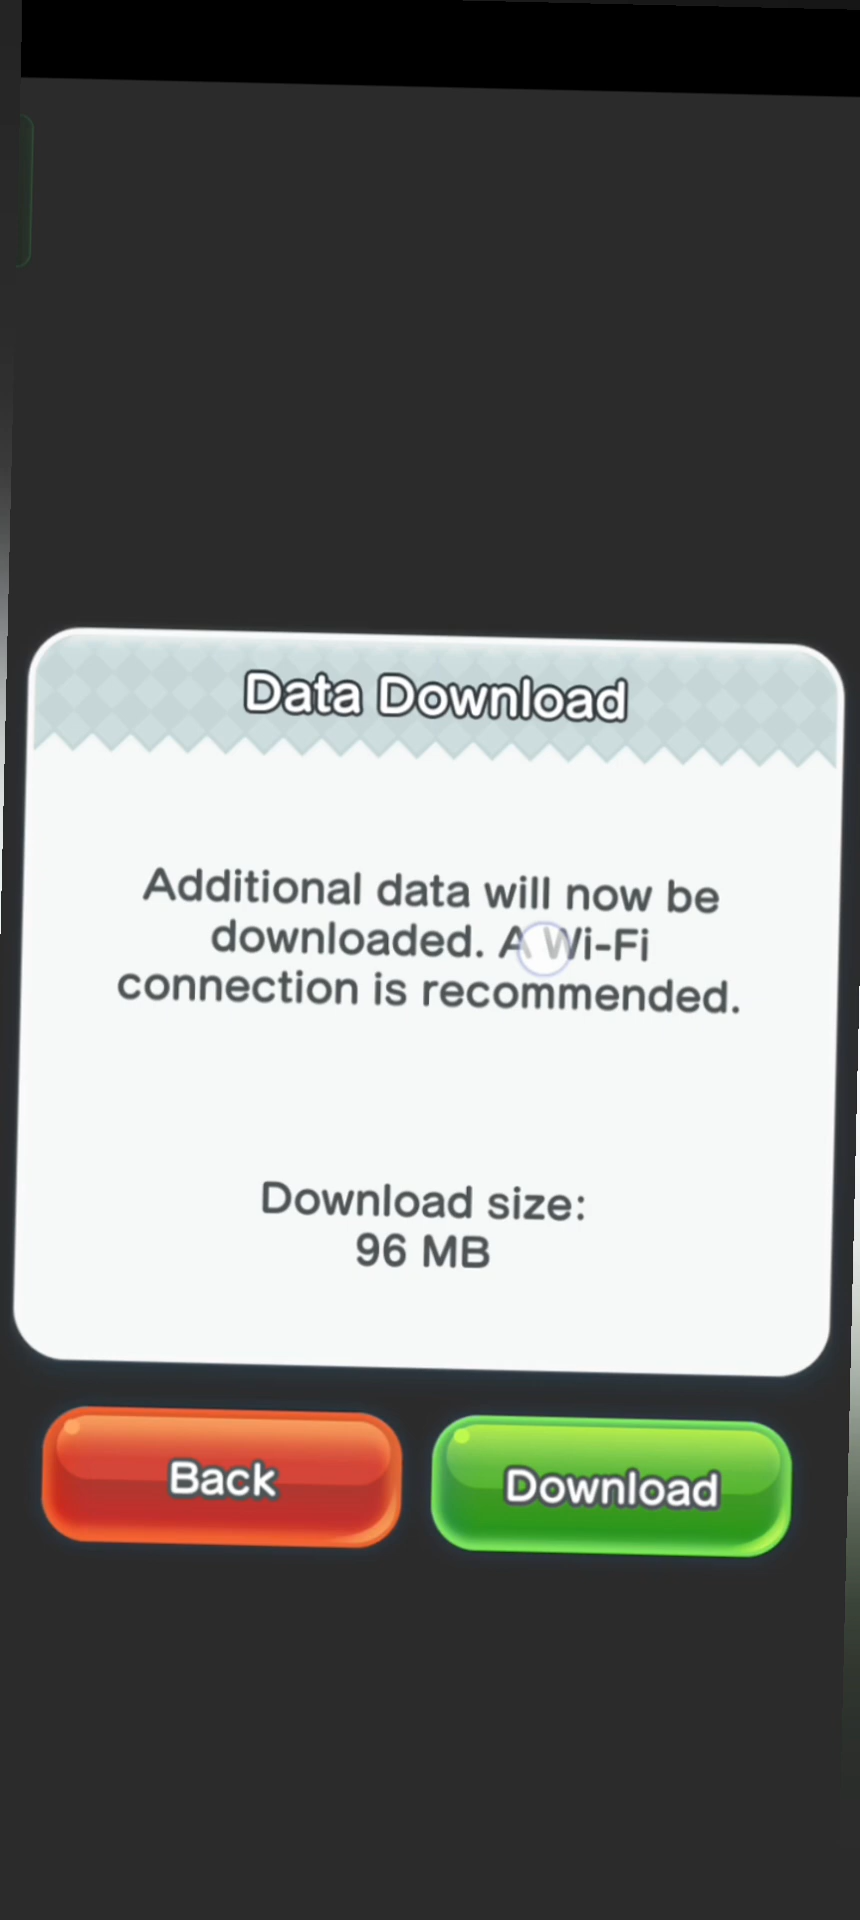 Data Download
Additional data will now be
downloaded. A Wi-Fi
connection is recommended.
Download size:
96 MB
Back
Download